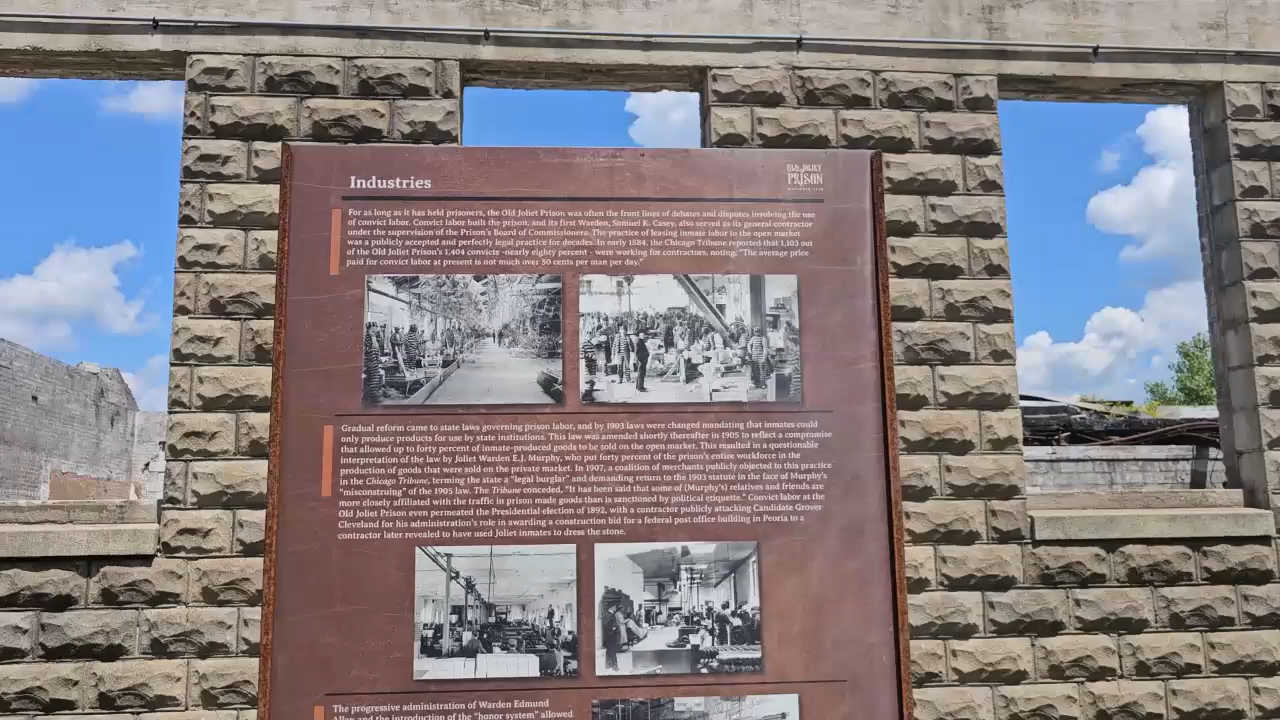 Industries
OLD JOLIET
PRISON
For as long as it has held prisoners, the Old Joliet Prison was often the front lines of debates and disputes involving the use
of convict labor. Convict labor built the prison, and its first Warden, Samuel K. Casey, also served as its general contractor
under the supervision of the Prison's Board of Commissioners. The practice of leasing inmate labor to the open market
was a publicly accepted and perfectly legal practice for decades. In early 1884, the Chicago Tribune reported that 1,103 out
of the Old Joliet Prison's 1,404 convicts -nearly eighty percent - were working for contractors, noting, "The average price
paid for convict labor at present is not much over 50 cents per man per day."
Gradual reform came to state laws governing prison labor, and by 1903 laws were changed mandating that inmates could
only produce products for use by state institutions. This law was amended shortly thereafter in 1905 to reflect a compromise
that allowed up to forty percent of inmate-produced goods to be sold on the open market. This resulted in a questionable
interpretation of the law by Joliet Warden E.J. Murphy, who put forty percent of the prison's entire workforce in the
production of goods that were sold on the private market. In 1907, a coalition of merchants publicly objected to this practice
in the Chicago Tribune, terming the state a "legal burglar" and demanding return to the 1903 statute in the face of Murphy's
"misconstruing" of the 1905 law. The Tribune conceded, "It has been said that some of [Murphy's] relatives and friends are
more closely affiliated with the traffic in prison made goods than is sanctioned by political etiquette." Convict labor at the
Old Joliet Prison even permeated the Presidential election of 1892, with a contractor publicly attacking Candidate Grover
Cleveland for his administration's role in awarding a construction bid for a federal post office building in Peoria to a
contractor later revealed to have used Joliet inmates to dress the stone.
The progressive administration of Warden Edmund
Allen and the introduction of the "honor system" allowed